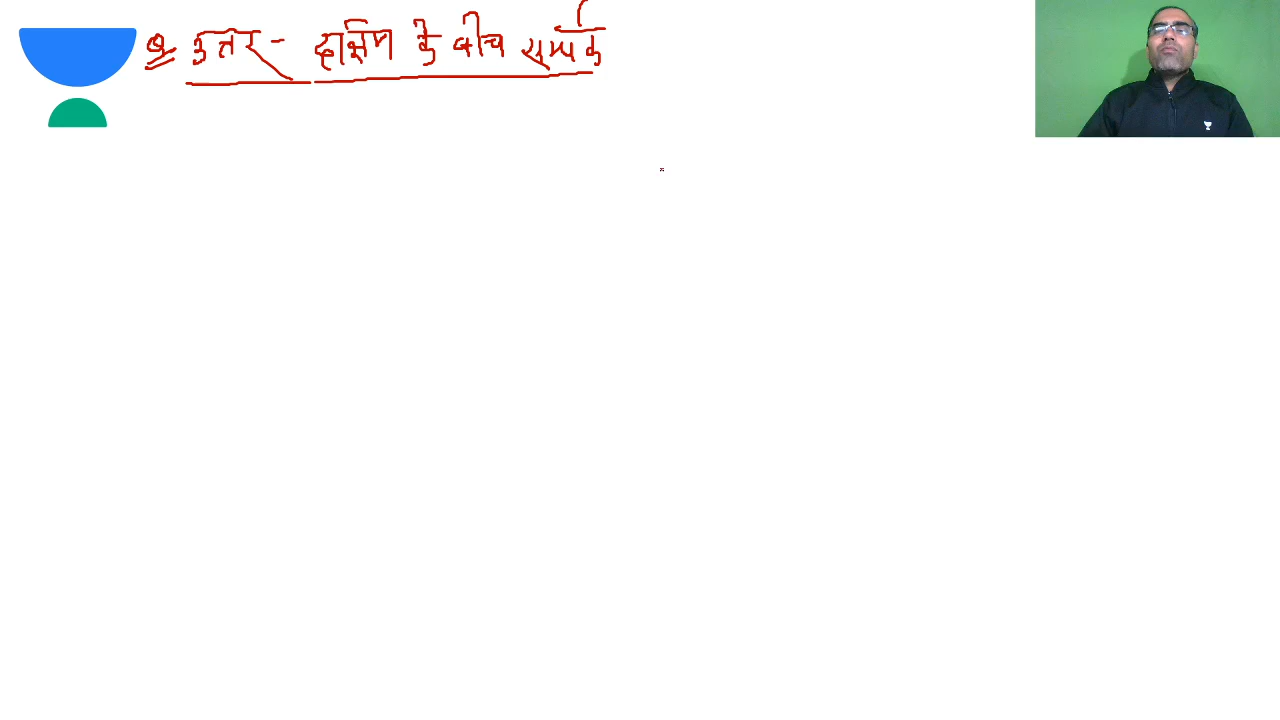 Q उत्तर - दक्षिण के बीच सम्पर्क